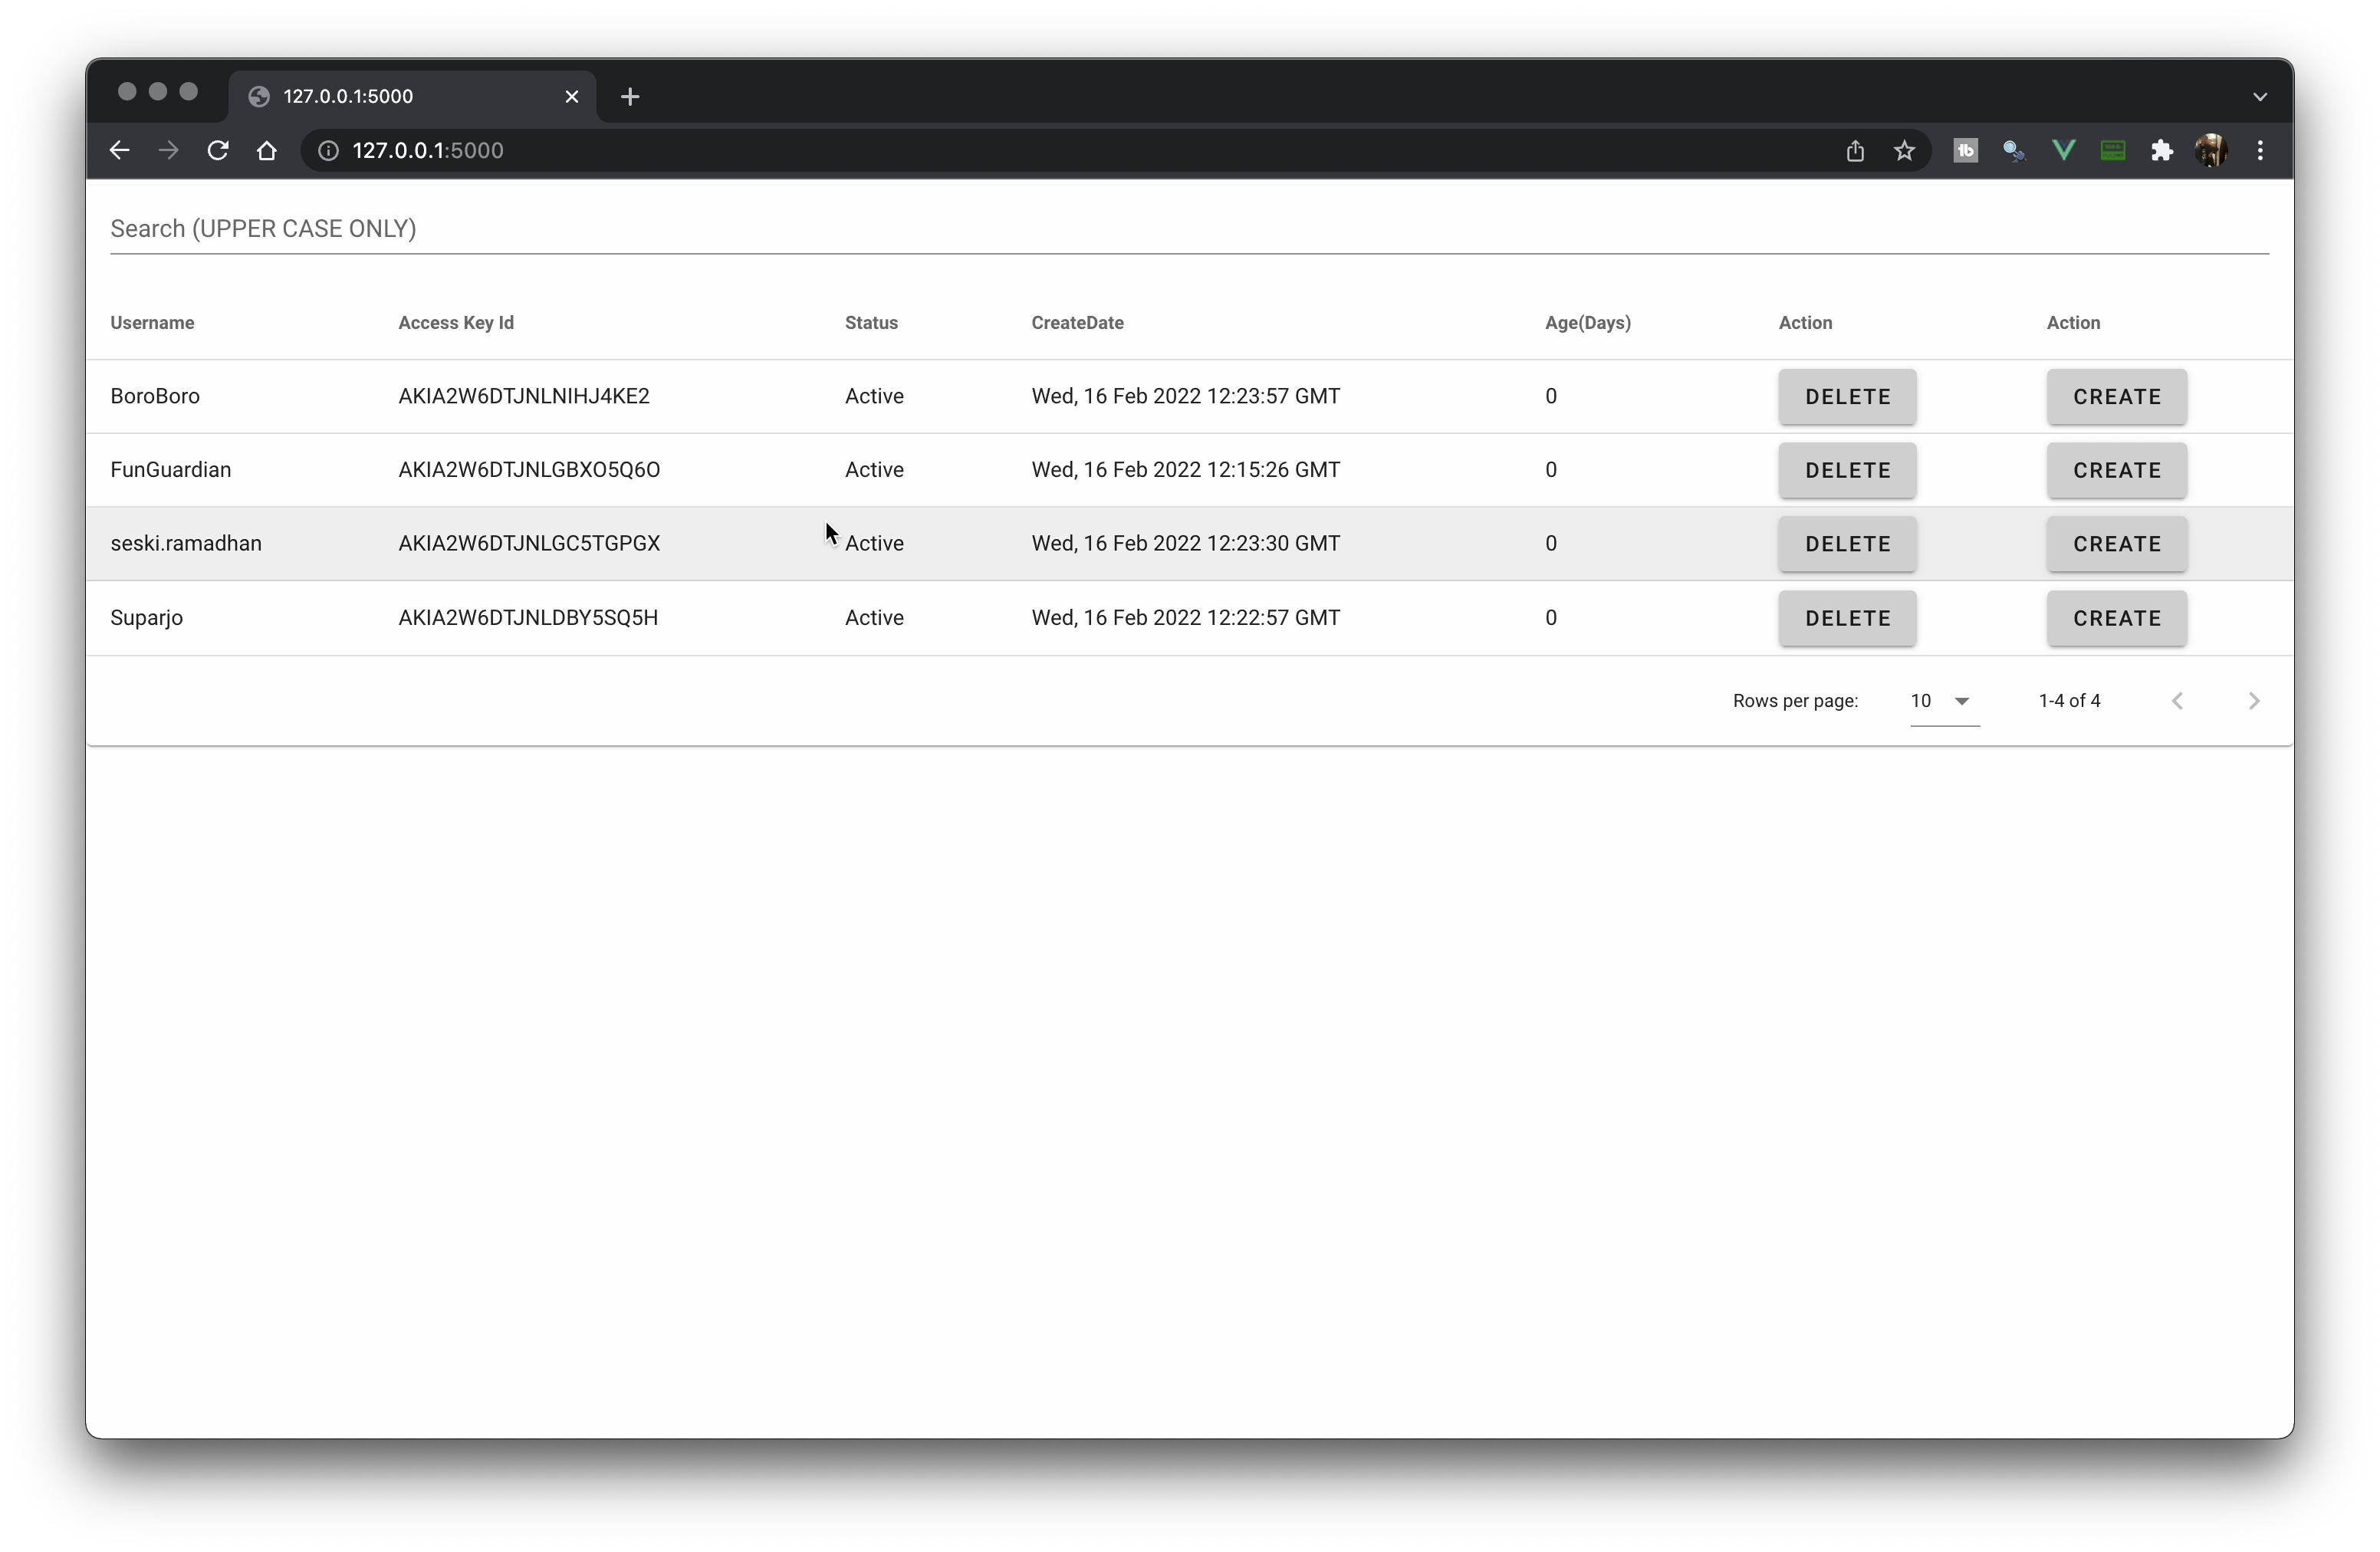 127.0.0.1:5000
127.0.0.1:5000
Search (UPPER CASE ONLY)
Username Access Key Id Status CreateDate Age(Days) Action Action
BoroBoro AKIA2W6DTJNLNIHJ4KE2 Active Wed, 16 Feb 2022 12:23:57 GMT 0 DELETE CREATE
FunGuardian AKIA2W6DTJNLGBXO5Q6O Active Wed, 16 Feb 2022 12:15:26 GMT 0 DELETE CREATE
seski.ramadhan AKIA2W6DTJNLGC5TGPGX Active Wed, 16 Feb 2022 12:23:30 GMT 0 DELETE CREATE
Suparjo AKIA2W6DTJNLDBY5SQ5H Active Wed, 16 Feb 2022 12:22:57 GMT 0 DELETE CREATE
Rows per page: 10 1-4 of 4